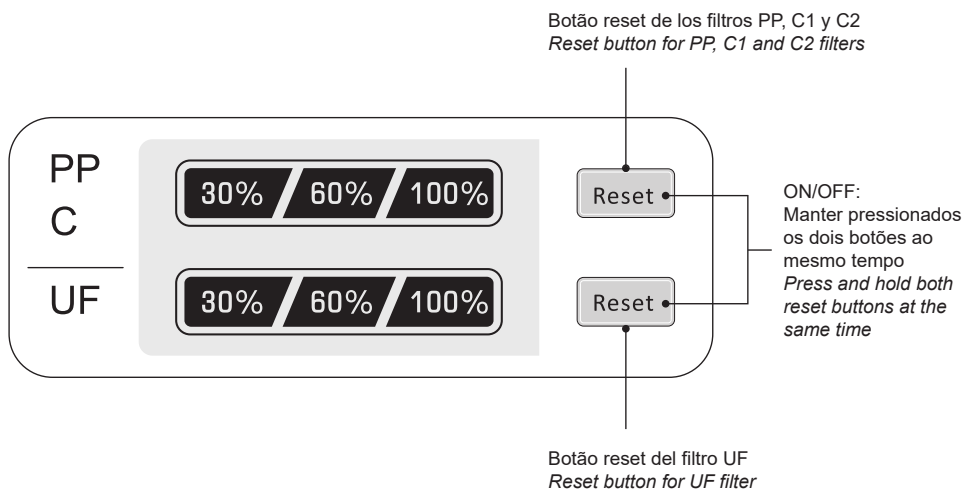 Botão reset de los filtros PP, C1 y C2
Reset button for PP, C1 and C2 filters
PP
C
30% 60% 100%
Reset
UF
30% 60% 100%
Reset
ON/OFF:
Manter pressionados
os dois botões ao
mesmo tempo
Press and hold both
reset buttons at the
same time
Botão reset del filtro UF
Reset button for UF filter